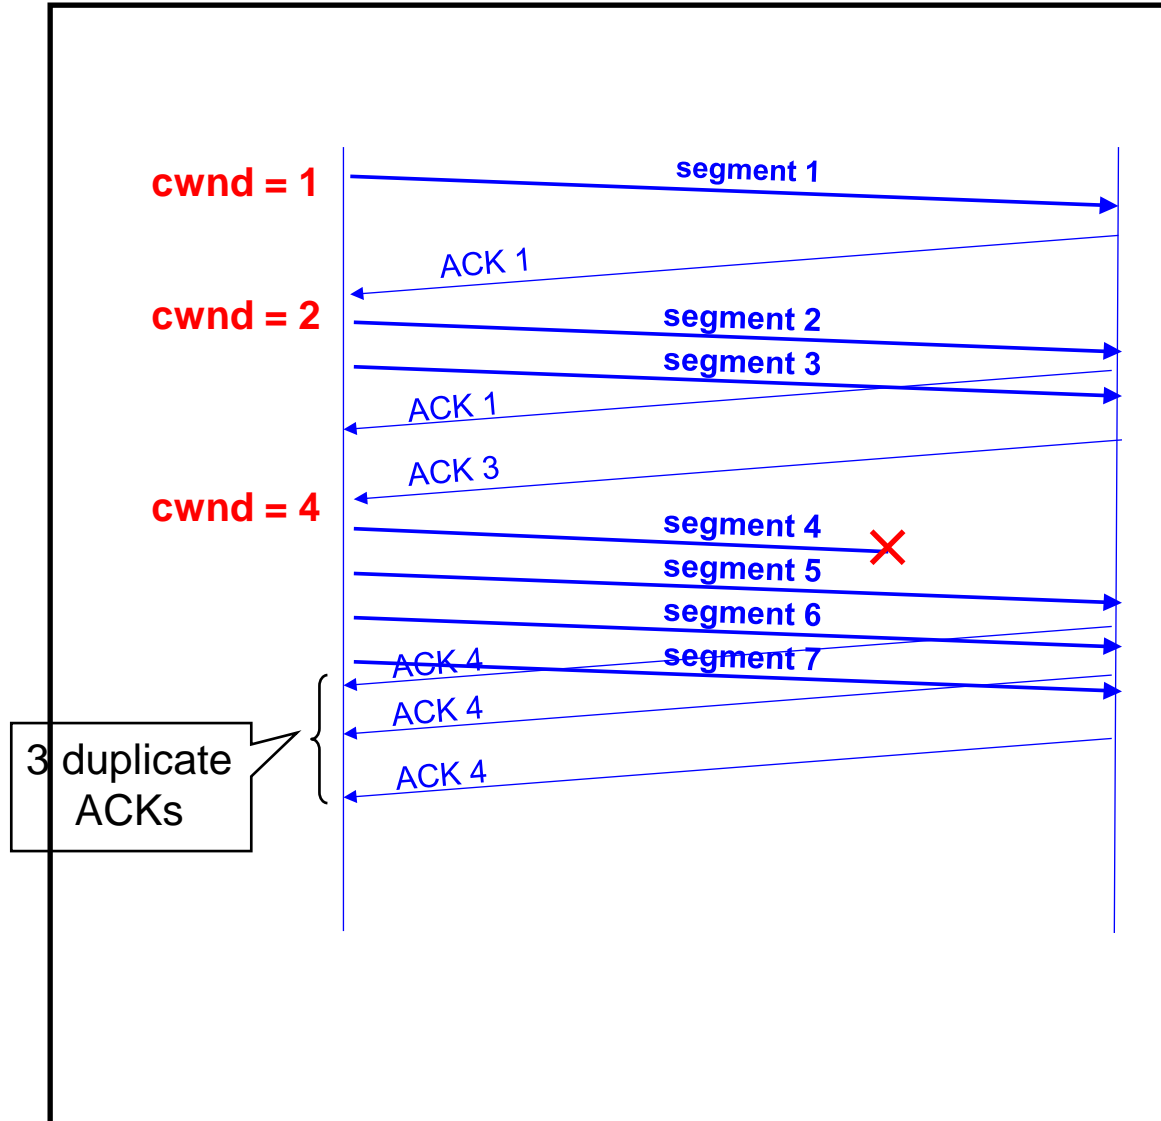 cwnd = 1
segment 1
ACK 1
cwnd = 2
segment 2
segment 3
ACK 1
ACK 3
cwnd = 4
segment 4
segment 5
segment 6
segment 7
ACK 4
ACK 4
ACK 4
3 duplicate
ACKs